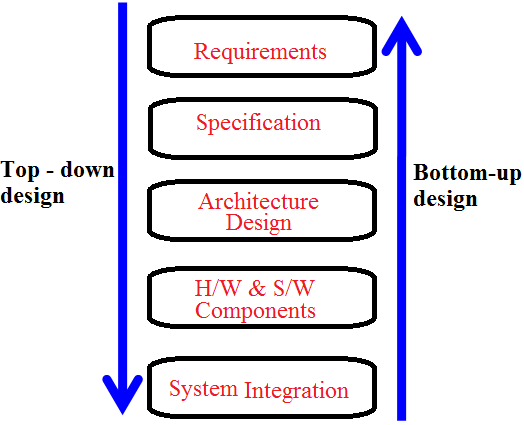 Requirements
Specification
Top - down
design
Architecture
Design
Bottom-up
design
H/W & S/W
Components
System Integration